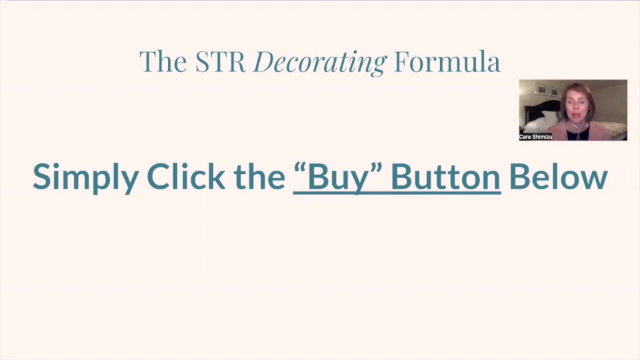 The STR Decorating Formula
Cara Shimizu
Simply Click the “Buy” Button Below